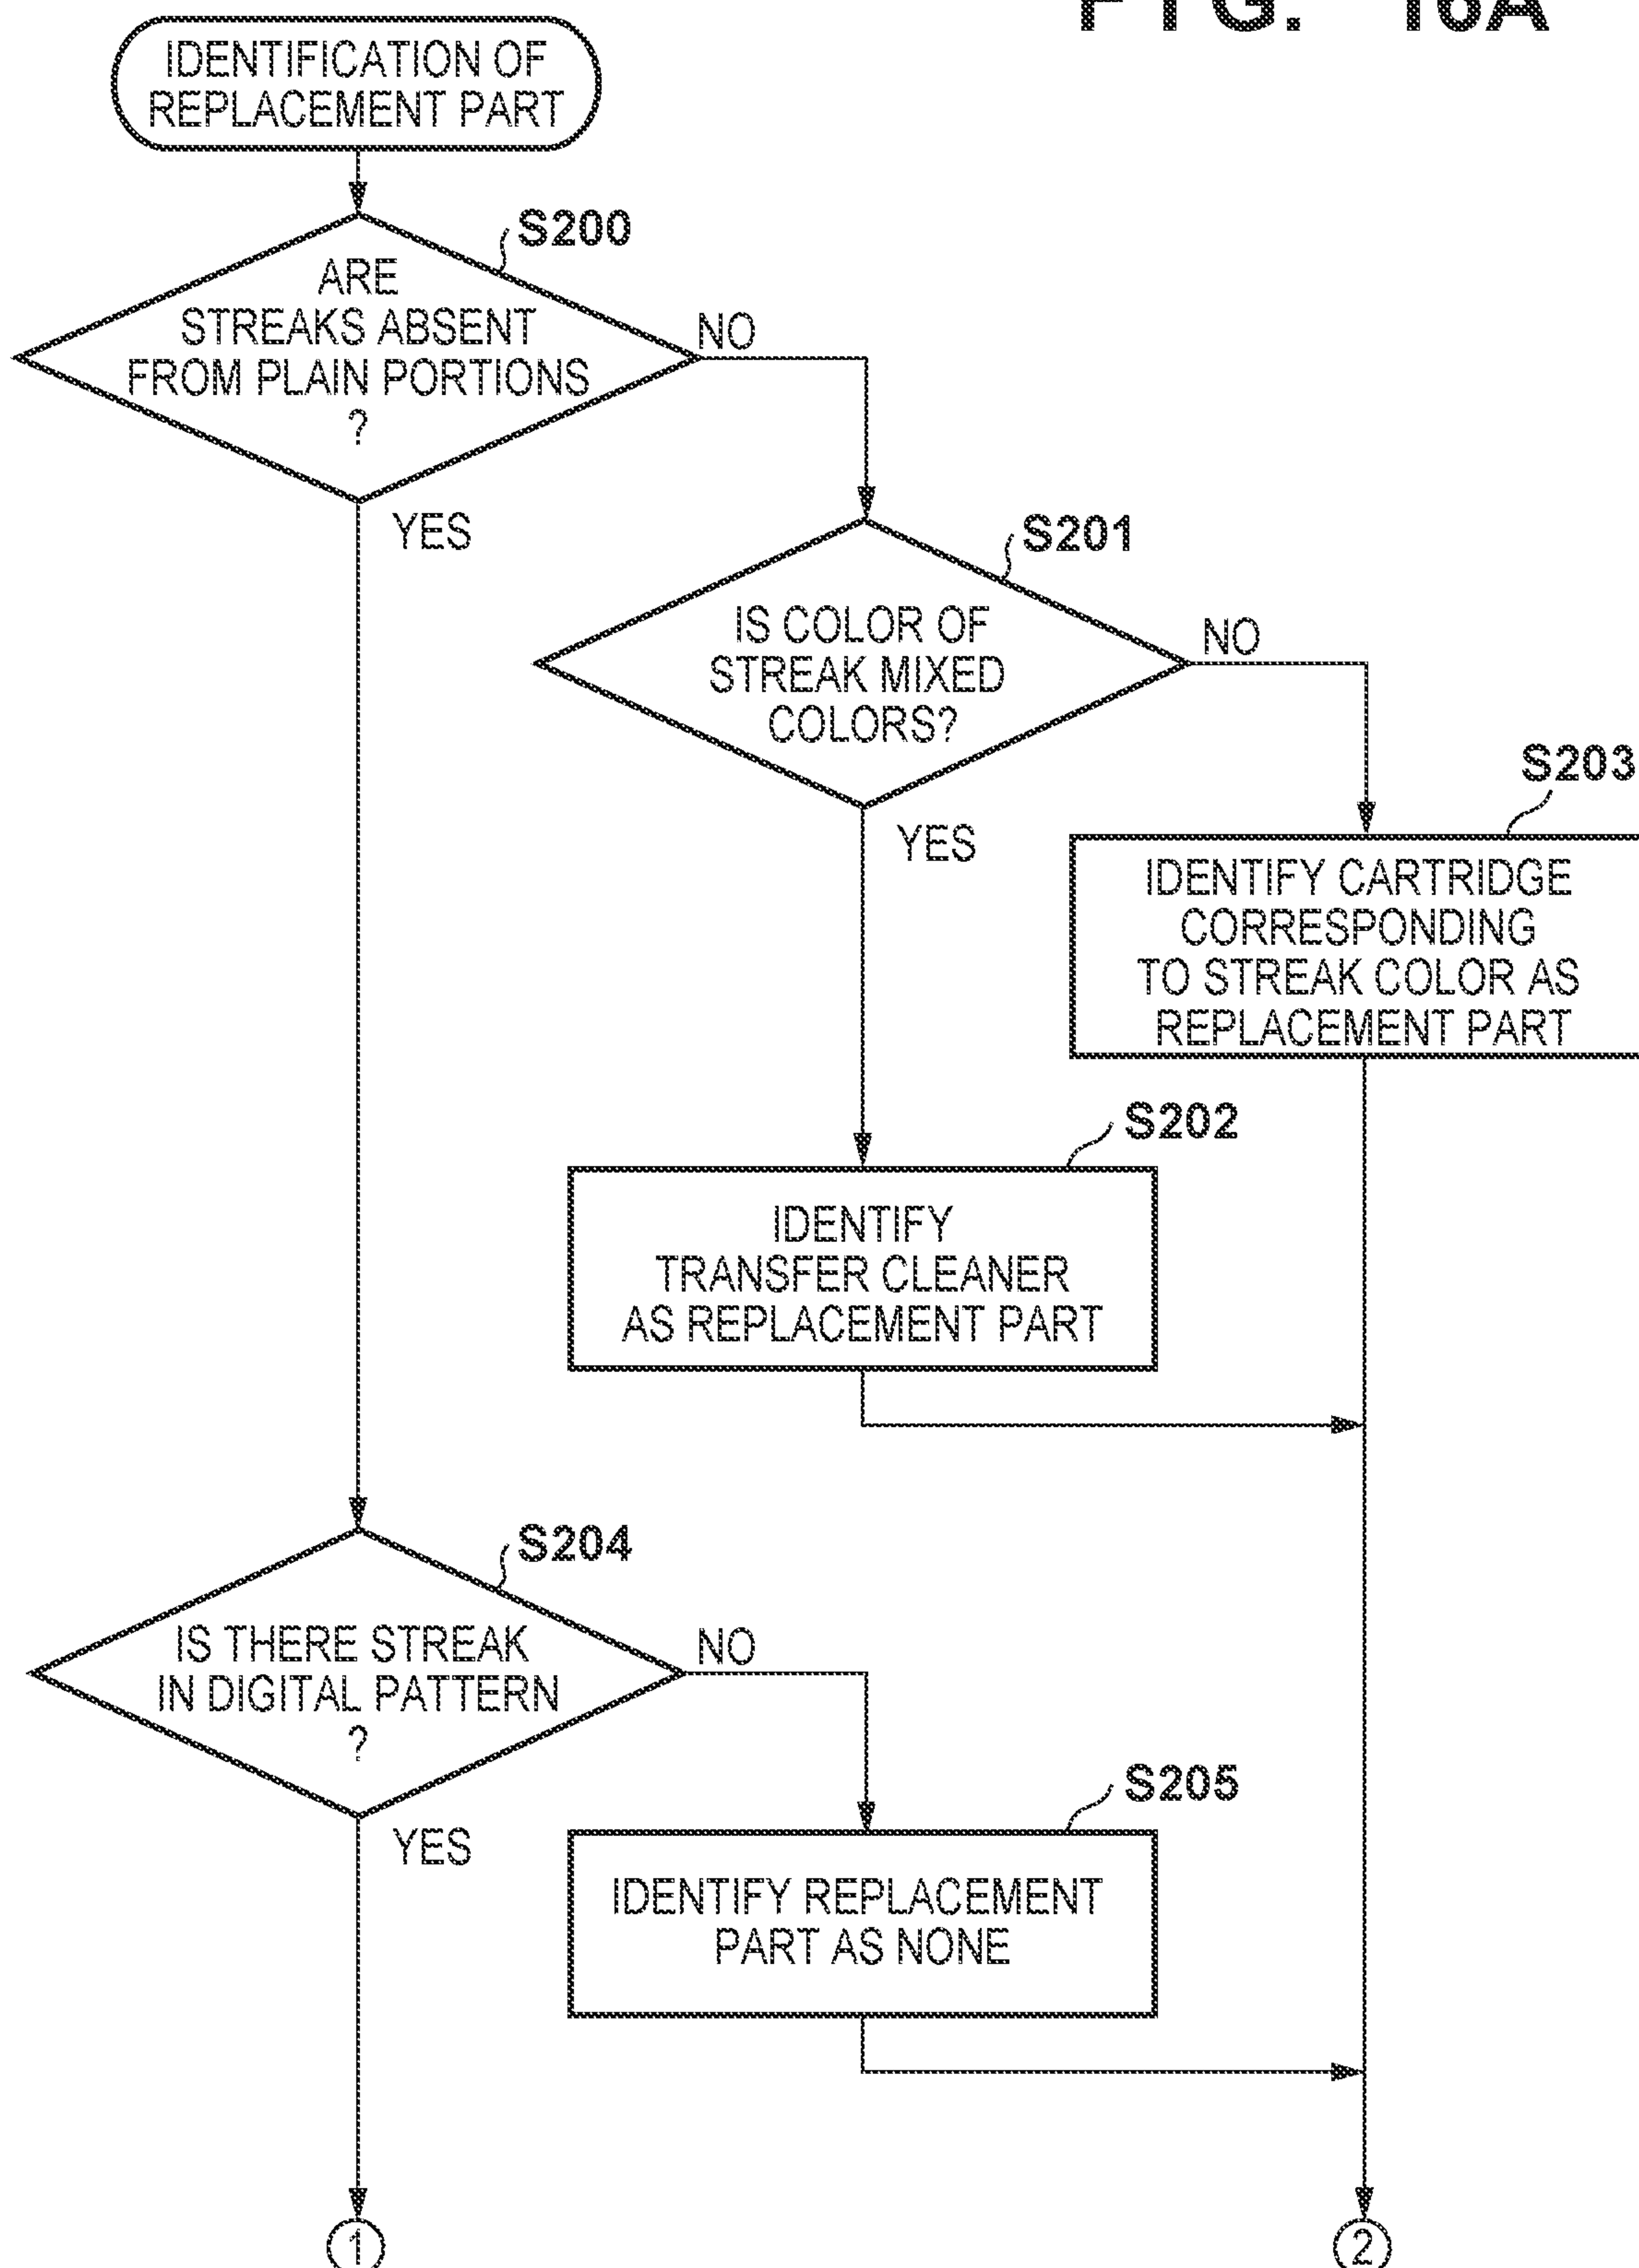 FIG. 16A
IDENTIFICATION OF
REPLACEMENT PART
S200
ARE
STREAKS ABSENT
FROM PLAIN PORTIONS
?
NO
YES
S201
IS COLOR OF
STREAK MIXED
COLORS?
NO
YES
S203
IDENTIFY CARTRIDGE
CORRESPONDING
TO STREAK COLOR AS
REPLACEMENT PART
S202
IDENTIFY
TRANSFER CLEANER
AS REPLACEMENT PART
S204
IS THERE STREAK
IN DIGITAL PATTERN
?
NO
YES
S205
IDENTIFY REPLACEMENT
PART AS NONE
1
2